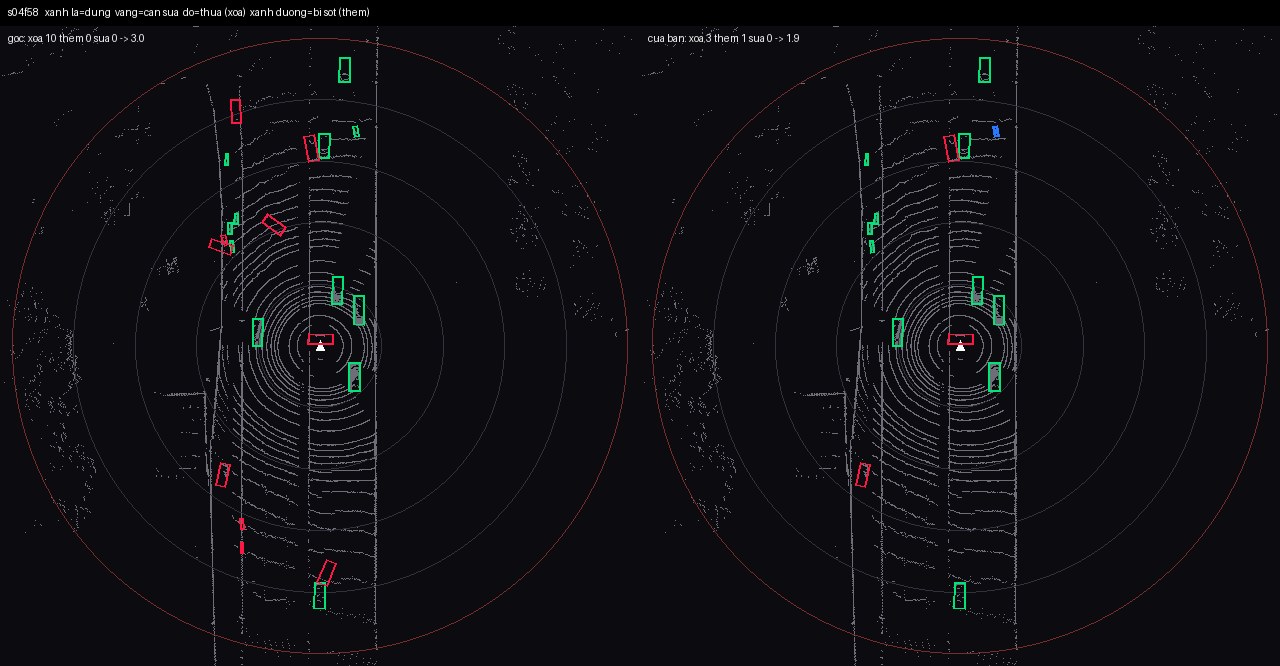 s04f58 xanh la=dung vang=can sua do=thua (xoa) xanh duong=bi sot (them)
goc: xoa 10 them 0 sua 0 -> 3.0
cua ban: xoa 3 them 1 sua 0 -> 1.9